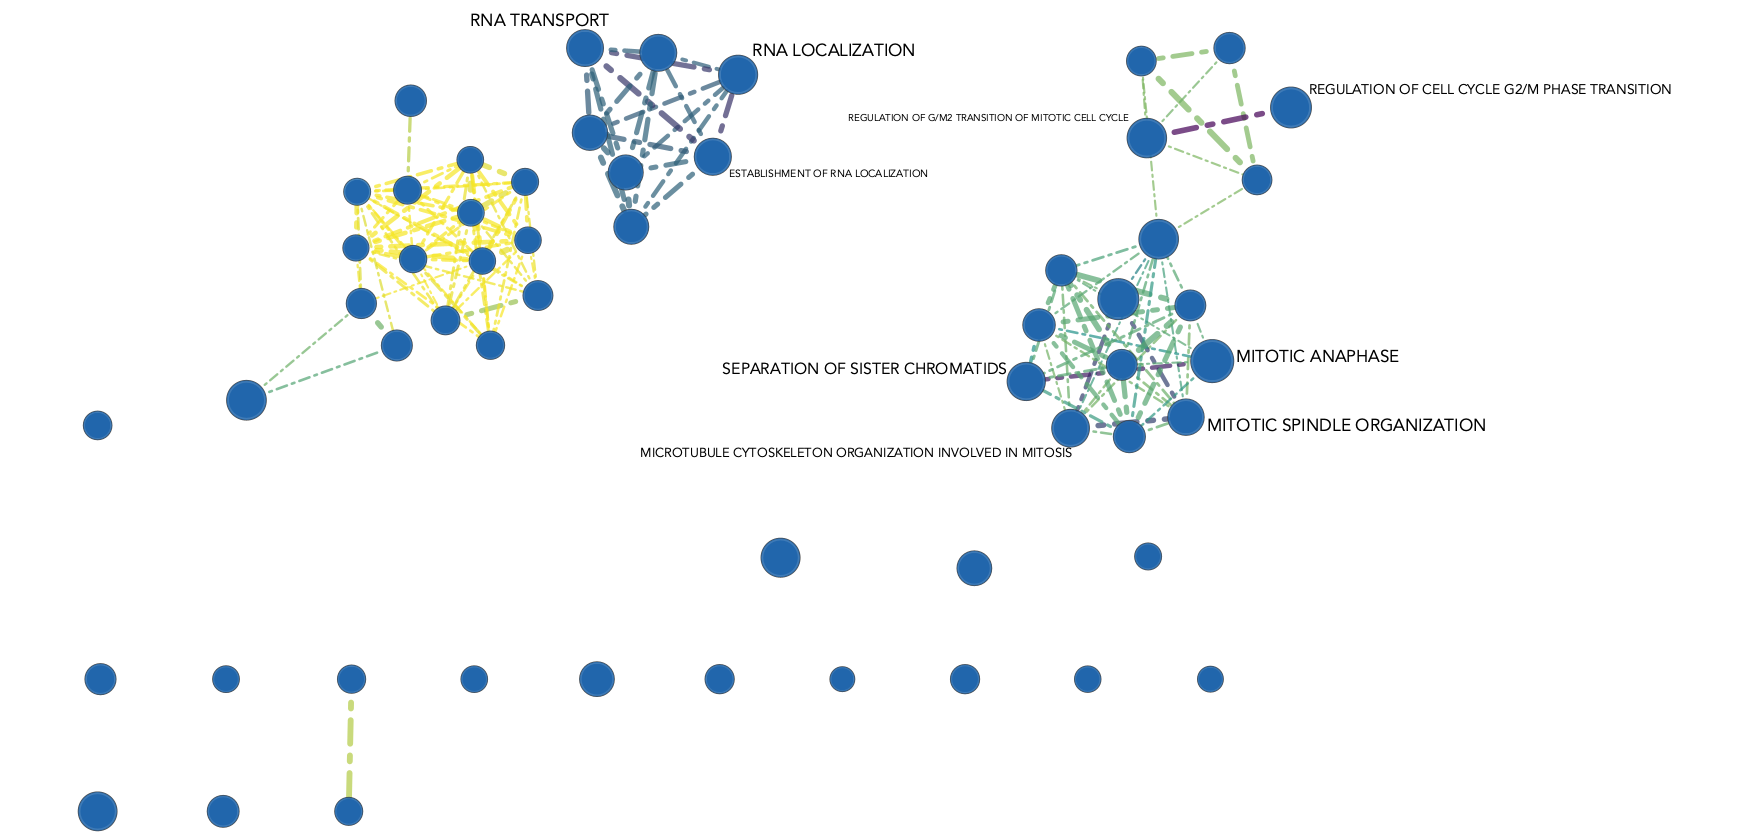 RNA TRANSPORT
RNA LOCALIZATION
REGULATION OF CELL CYCLE G2/M PHASE TRANSITION
REGULATION OF G/M2 TRANSITION OF MITOTIC CELL CYCLE
ESTABLISHMENT OF RNA LOCALIZATION
MITOTIC ANAPHASE
SEPARATION OF SISTER CHROMATIDS
MITOTIC SPINDLE ORGANIZATION
MICROTUBULE CYTOSKELETON ORGANIZATION INVOLVED IN MITOSIS